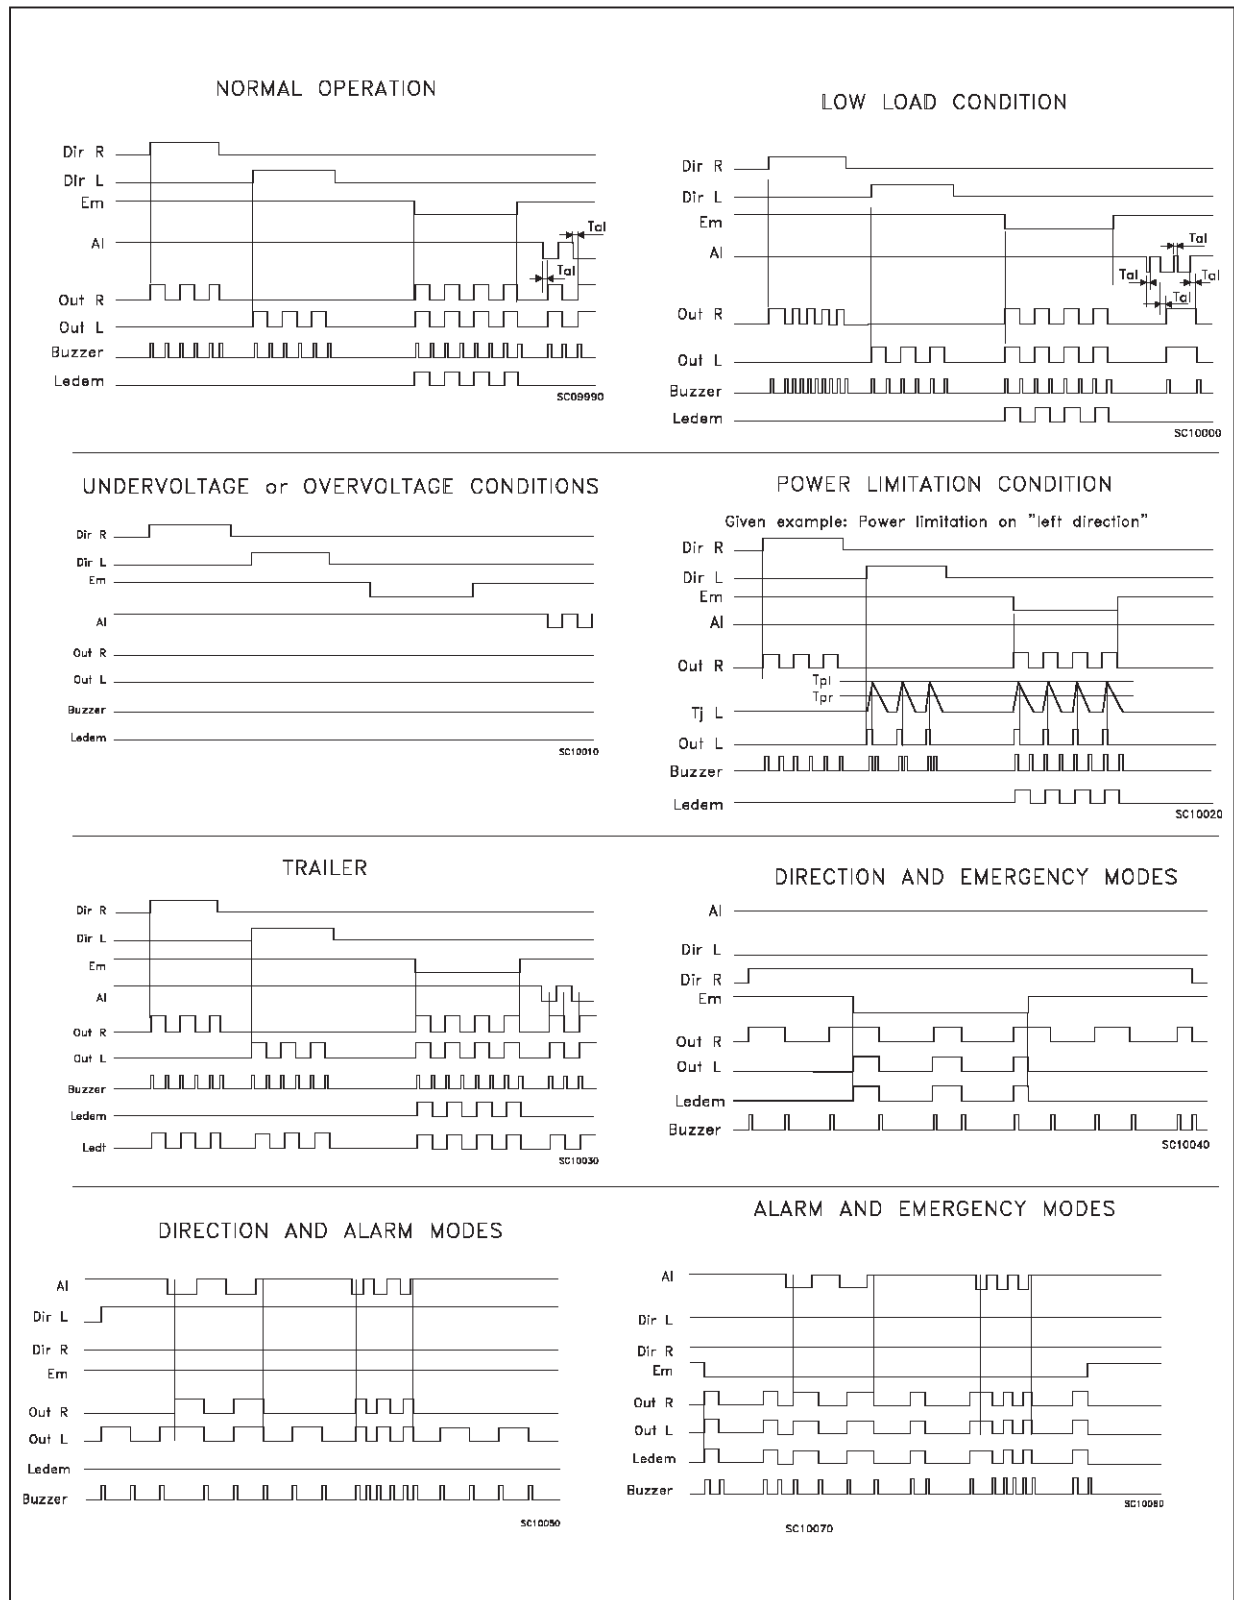 NORMAL OPERATION
Dir R
Dir L
Em
Al
Tal
Tal
Out R
Out L
Buzzer
Ledem
SC09990
LOW LOAD CONDITION
Dir R
Dir L
Em
Al
Tal
Tal
Tal
Tal
Out R
Out L
Buzzer
Ledem
SC10000
UNDERVOLTAGE or OVERVOLTAGE CONDITIONS
Dir R
Dir L
Em
Al
Out R
Out L
Buzzer
Ledem
SC10010
POWER LIMITATION CONDITION
Given example: Power limitation on "left direction"
Dir R
Dir L
Em
Al
Out R
Tpl
Tpr
Tj L
Out L
Buzzer
Ledem
SC10020
TRAILER
Dir R
Dir L
Em
Al
Out R
Out L
Buzzer
Ledem
Ledt
SC10030
DIRECTION AND EMERGENCY MODES
Al
Dir L
Dir R
Em
Out R
Out L
Ledem
Buzzer
SC10040
DIRECTION AND ALARM MODES
Al
Dir L
Dir R
Em
Out R
Out L
Ledem
Buzzer
SC10050
ALARM AND EMERGENCY MODES
Al
Dir L
Dir R
Em
Out R
Out L
Ledem
Buzzer
SC10060
SC10070